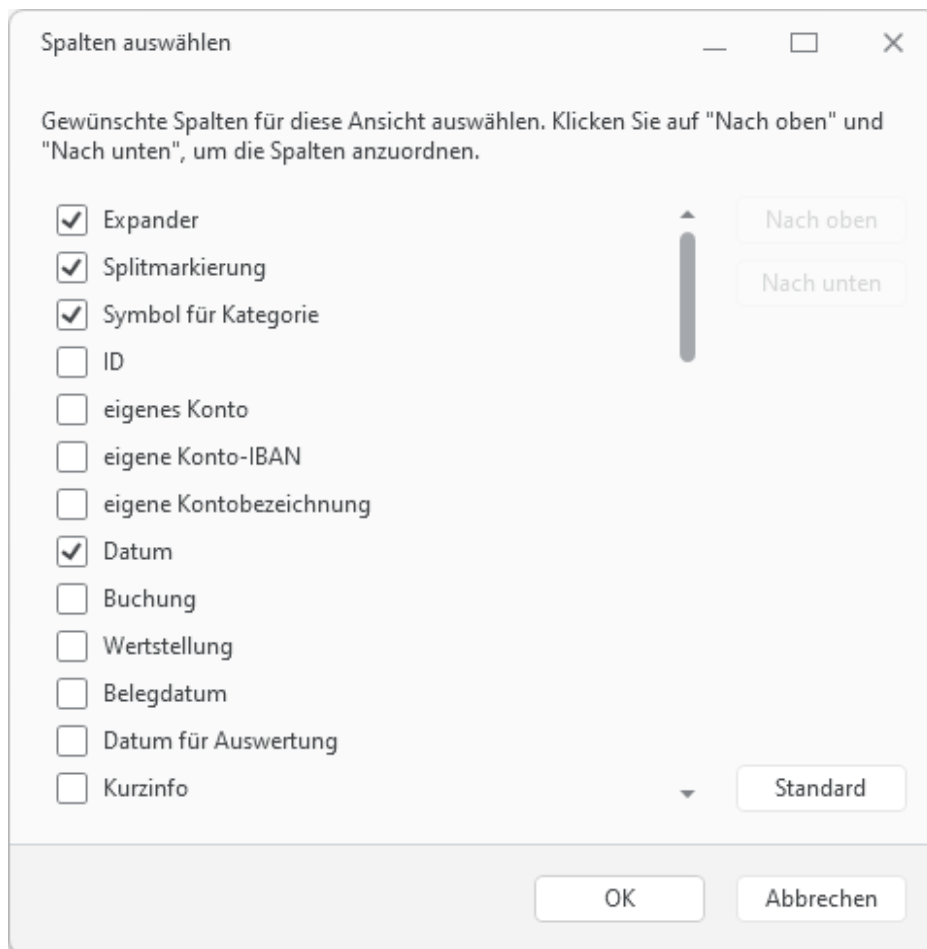 Spalten auswählen
Gewünschte Spalten für diese Ansicht auswählen. Klicken Sie auf "Nach oben" und
"Nach unten", um die Spalten anzuordnen.
Expander
Nach oben
Splitmarkierung
Nach unten
Symbol für Kategorie
ID
eigenes Konto
eigene Konto-IBAN
eigene Kontobezeichnung
Datum
Buchung
Wertstellung
Belegdatum
Datum für Auswertung
Kurzinfo
Standard
OK
Abbrechen